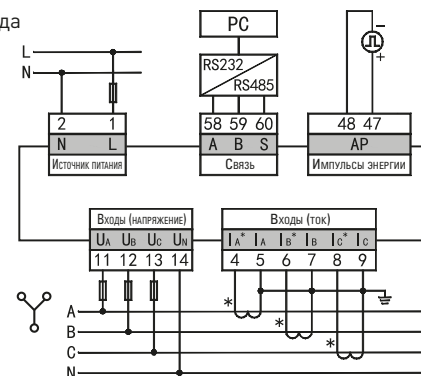 да
PC
L
N
RS232
RS485
− +
2 1
N L
Источник питания
58 59 60
A B S
Связь
48 47
AP
Импульсы энергии
Входы (напряжение)
UA UB UC UN
11 12 13 14
Входы (ток)
IA* IA IB* IB IC* IC
4 5 6 7 8 9
* * *
A
B
C
N